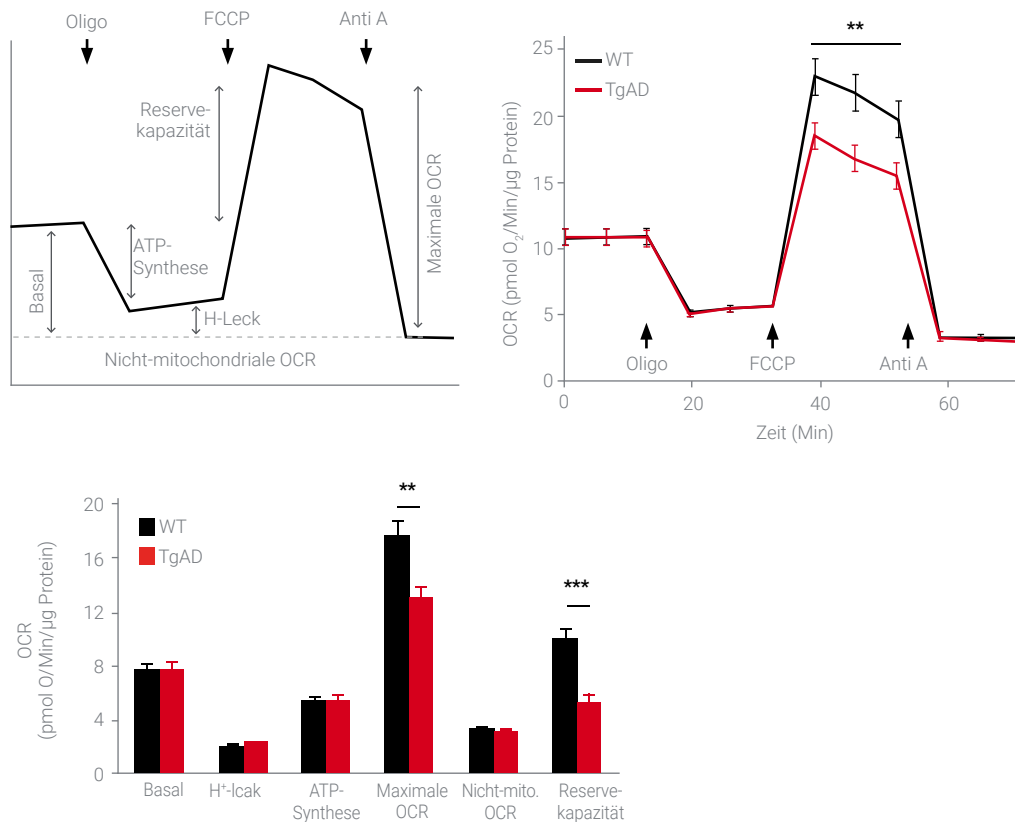 Oligo
FCCP
Anti A
Reserve-
kapazität
ATP-
Synthese
Basal
H-Leck
Maximale OCR
Nicht-mitochondriale OCR
**
WT
TgAD
25
20
15
10
5
0
OCR (pmol O₂/Min/µg Protein)
Oligo
FCCP
Anti A
0
20
40
60
Zeit (Min)
**
***
WT
TgAD
20
16
12
8
4
0
OCR
(pmol O/Min/µg Protein)
Basal
H⁺-lcak
ATP-
Synthese
Maximale
OCR
Nicht-mito.
OCR
Reserve-
kapazität